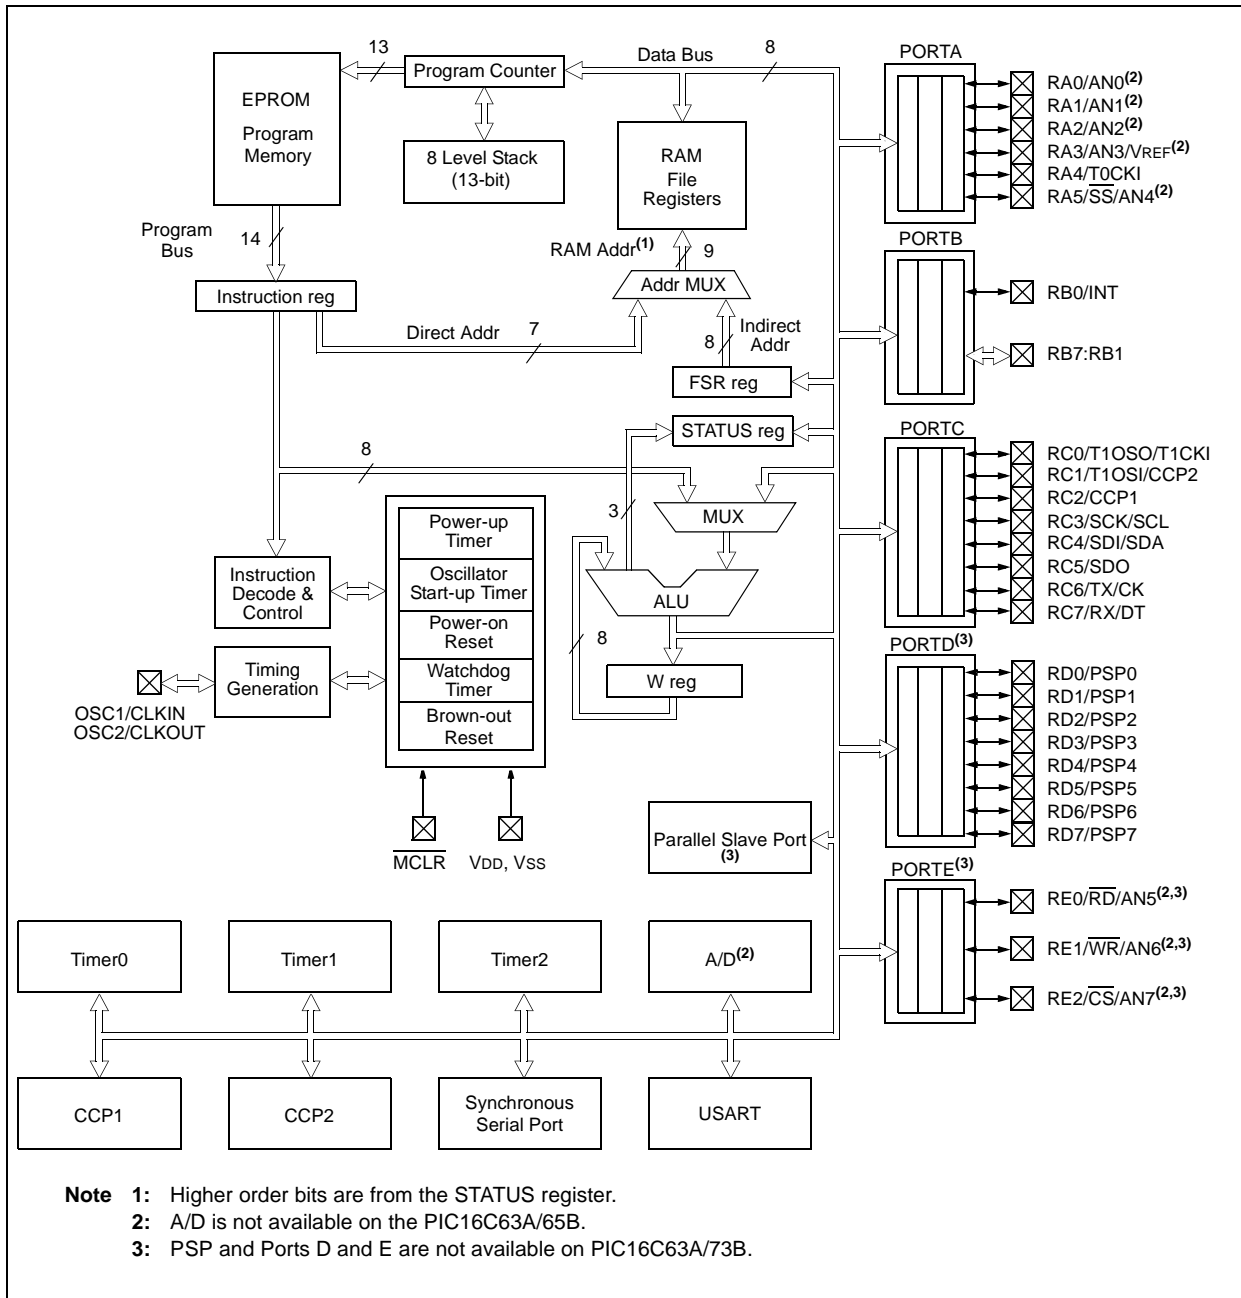 13
Data Bus
8
PORTA
EPROM
Program
Memory
Program Counter
8 Level Stack
(13-bit)
RAM
File
Registers
RA0/AN0(2)
RA1/AN1(2)
RA2/AN2(2)
RA3/AN3/VREF(2)
RA4/T0CKI
RA5/SS/AN4(2)
Program
Bus
14
RAM Addr(1)
9
PORTB
Addr MUX
Instruction reg
Direct Addr
7
8
Indirect
Addr
RB0/INT
RB7:RB1
FSR reg
STATUS reg
PORTC
8
3
MUX
RC0/T1OSO/T1CKI
RC1/T1OSI/CCP2
RC2/CCP1
RC3/SCK/SCL
RC4/SDI/SDA
RC5/SDO
RC6/TX/CK
RC7/RX/DT
Power-up
Timer
Oscillator
Start-up Timer
Power-on
Reset
Watchdog
Timer
Brown-out
Reset
Instruction
Decode &
Control
ALU
8
W reg
Timing
Generation
OSC1/CLKIN
OSC2/CLKOUT
MCLR
VDD, VSS
PORTD(3)
RD0/PSP0
RD1/PSP1
RD2/PSP2
RD3/PSP3
RD4/PSP4
RD5/PSP5
RD6/PSP6
RD7/PSP7
Parallel Slave Port
(3)
PORTE(3)
RE0/RD/AN5(2,3)
RE1/WR/AN6(2,3)
RE2/CS/AN7(2,3)
Timer0
Timer1
Timer2
A/D(2)
CCP1
CCP2
Synchronous
Serial Port
USART
Note 1: Higher order bits are from the STATUS register.
2: A/D is not available on the PIC16C63A/65B.
3: PSP and Ports D and E are not available on PIC16C63A/73B.